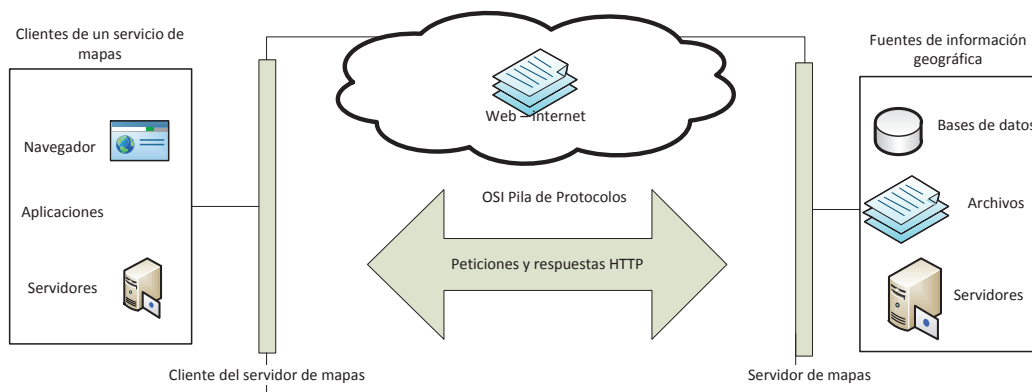 Clientes de un servicio de
mapas
Navegador
Aplicaciones
Servidores
Web – Internet
OSI Pila de Protocolos
Peticiones y respuestas HTTP
Fuentes de información
geográfica
Bases de datos
Archivos
Servidores
Cliente del servidor de mapas
Servidor de mapas